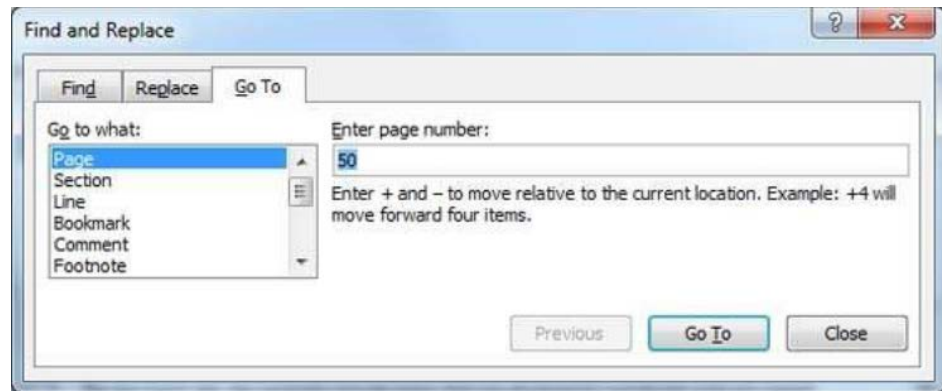 Find and Replace
Find
Replace
Go To
Go to what:
Page
Section
Line
Bookmark
Comment
Footnote
Enter page number:
50
Enter + and – to move relative to the current location. Example: +4 will
move forward four items.
Previous
Go To
Close